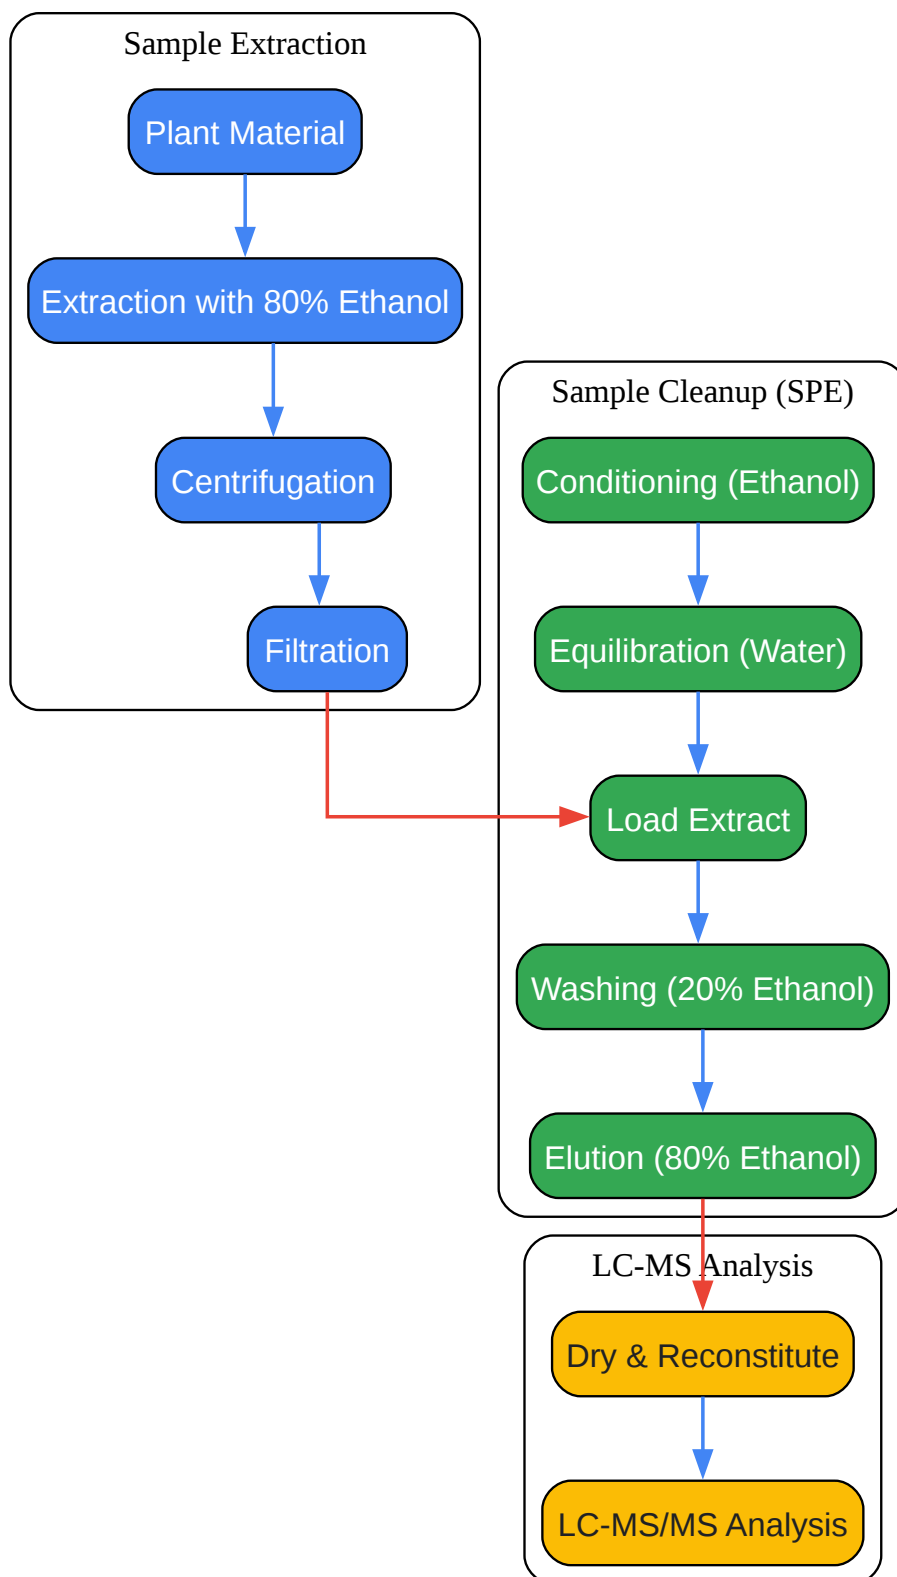 Sample Extraction
Plant Material
Extraction with 80% Ethanol
Centrifugation
Filtration
Sample Cleanup (SPE)
Conditioning (Ethanol)
Equilibration (Water)
Load Extract
Washing (20% Ethanol)
Elution (80% Ethanol)
LC-MS Analysis
Dry & Reconstitute
LC-MS/MS Analysis